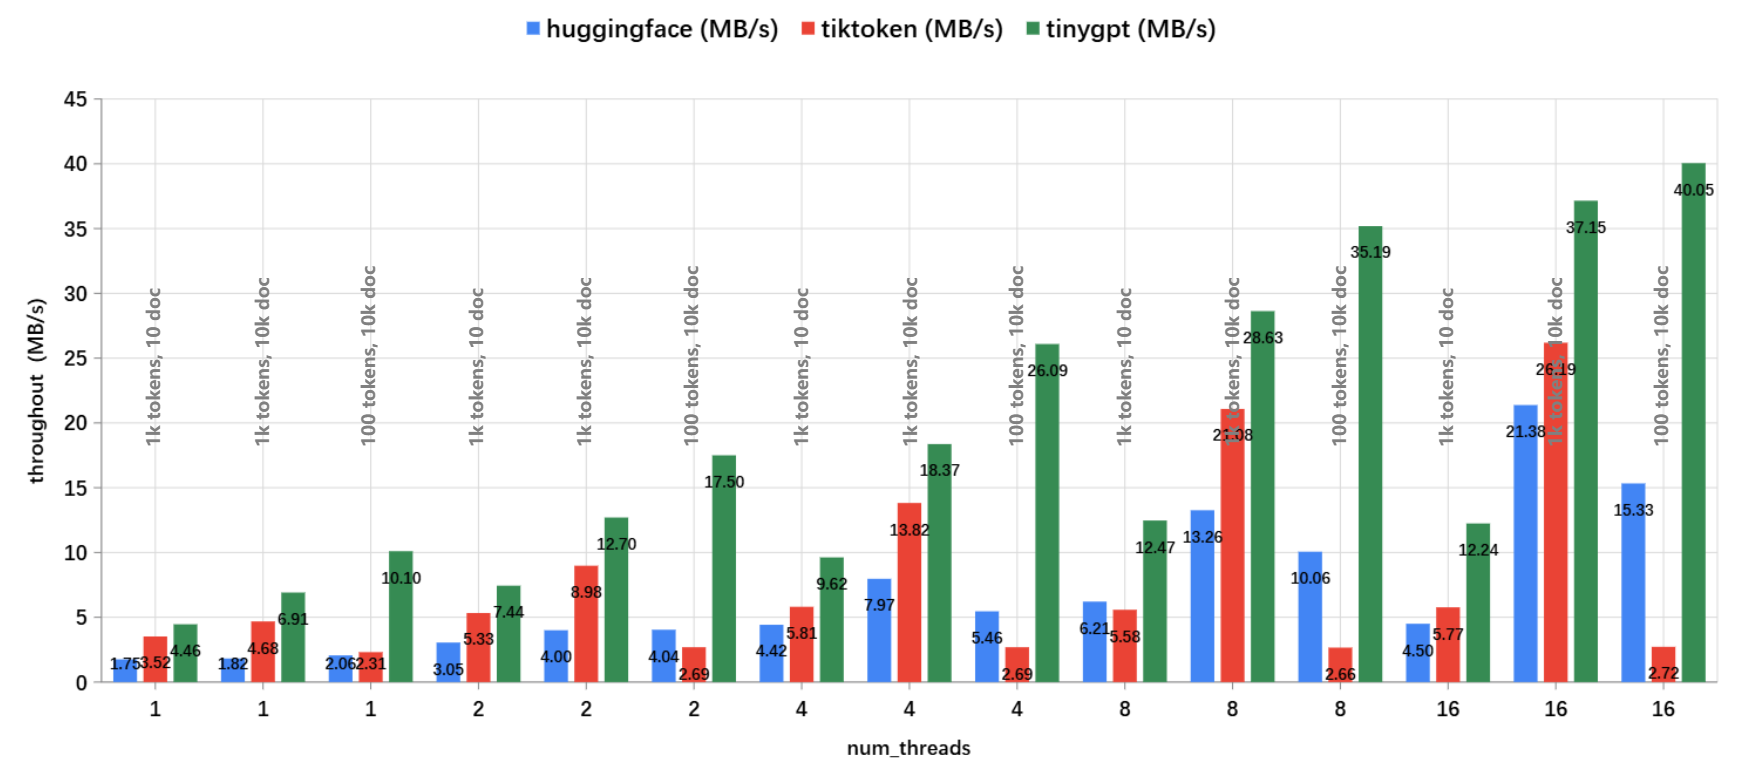 huggingface (MB/s) tiktoken (MB/s) tinygpt (MB/s)
throughout (MB/s)
45
40
35
30
25
20
15
10
5
0
1k tokens, 10 doc
1k tokens, 10k doc
100 tokens, 10k doc
1k tokens, 10 doc
1k tokens, 10k doc
100 tokens, 10k doc
1k tokens, 10 doc
1k tokens, 10k doc
100 tokens, 10k doc
1k tokens, 10 doc
1k tokens, 10k doc
100 tokens, 10k doc
1k tokens, 10 doc
1k tokens, 10k doc
100 tokens, 10k doc
1.75 3.52 4.46
1.82 4.68 6.91
2.06 2.31 10.10
3.05 5.33 7.44
4.00 8.98 12.70
4.04 2.69 17.50
4.42 5.81 9.62
7.97 13.82 18.37
5.46 2.69 26.09
6.21 5.58 12.47
13.26 21.08 28.63
10.06 2.66 35.19
4.50 5.77 12.24
21.38 26.19 37.15
15.33 2.72 40.05
1 1 1 2 2 2 4 4 4 8 8 8 16 16 16
num_threads